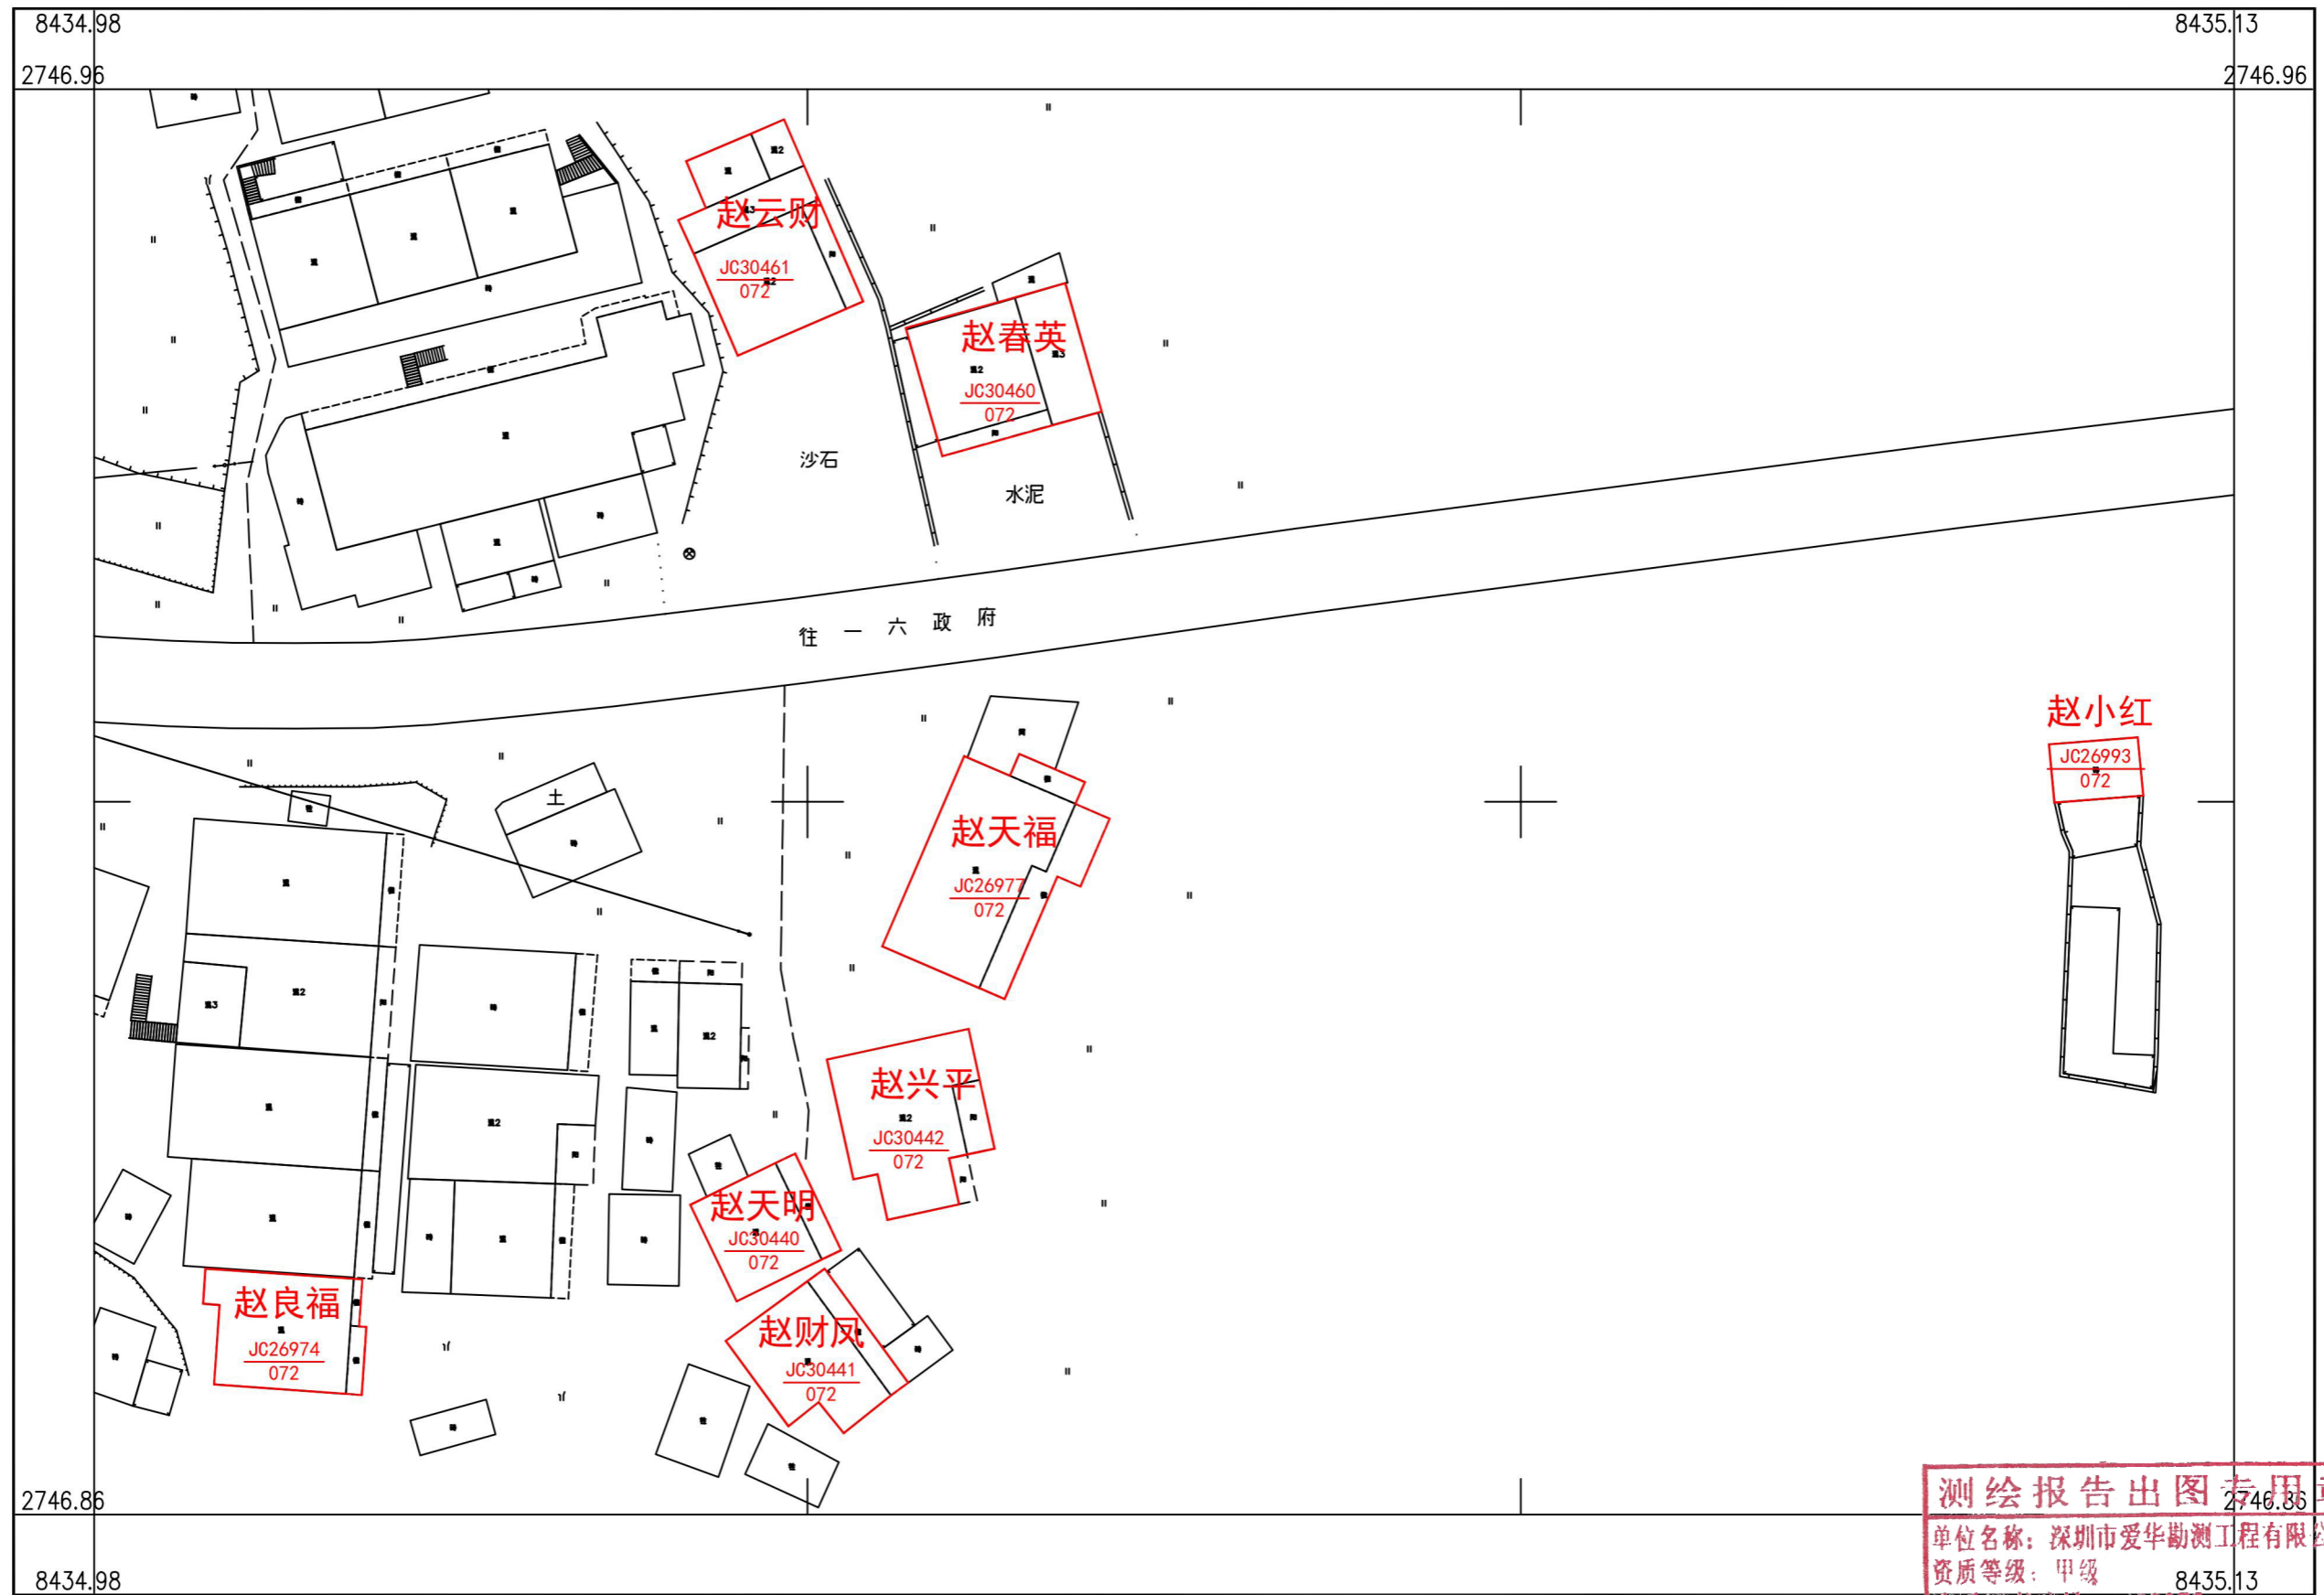 8434.98
8435.13
2746.96
2746.96
赵云财
JC30461
072
赵春英
JC30460
072
沙石
水泥
往一六政府
赵小红
JC26993
072
土
赵天福
JC26977
072
赵兴平
JC30442
072
赵天明
JC30440
072
赵良福
JC26974
072
赵财凤
JC30441
072
2746.86
2746.86
测绘报告出图专用章
单位名称：深圳市爱华勘测工程有限公
资质等级：甲级
8434.98
8435.13